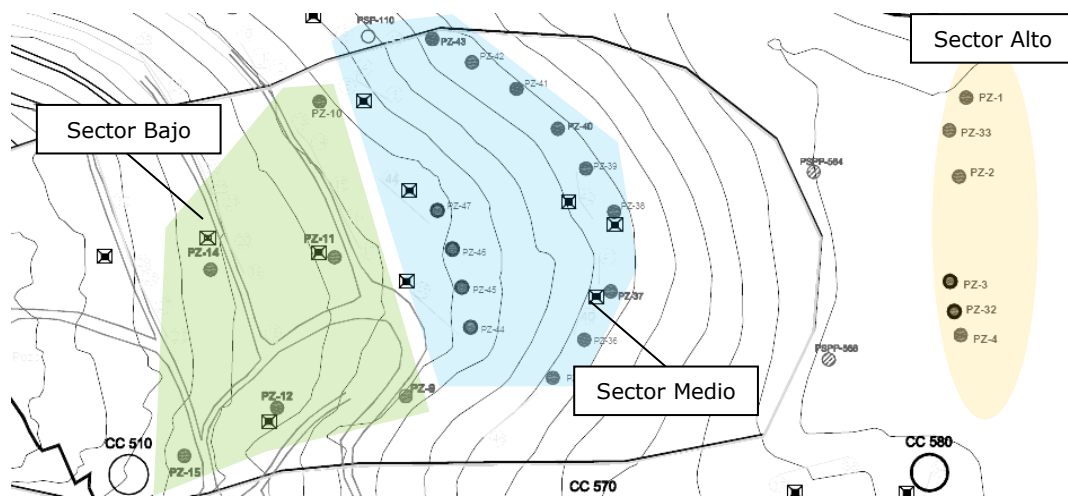 PSP-110
PZ-43
PZ-42
PZ-41
Sector Alto
PZ-1
PZ-10
Sector Bajo
PZ-40
PZ-33
PZ-39
PSPP-564
PZ-2
PZ-47
PZ-38
PZ-11
PZ-46
PZ-14
PZ-45
PZ-37
PZ-3
PZ-32
PZ-44
PZ-36
PZ-4
Sector Medio
PZ-9
PZ-12
CC 510
PZ-15
CC 580
CC 570